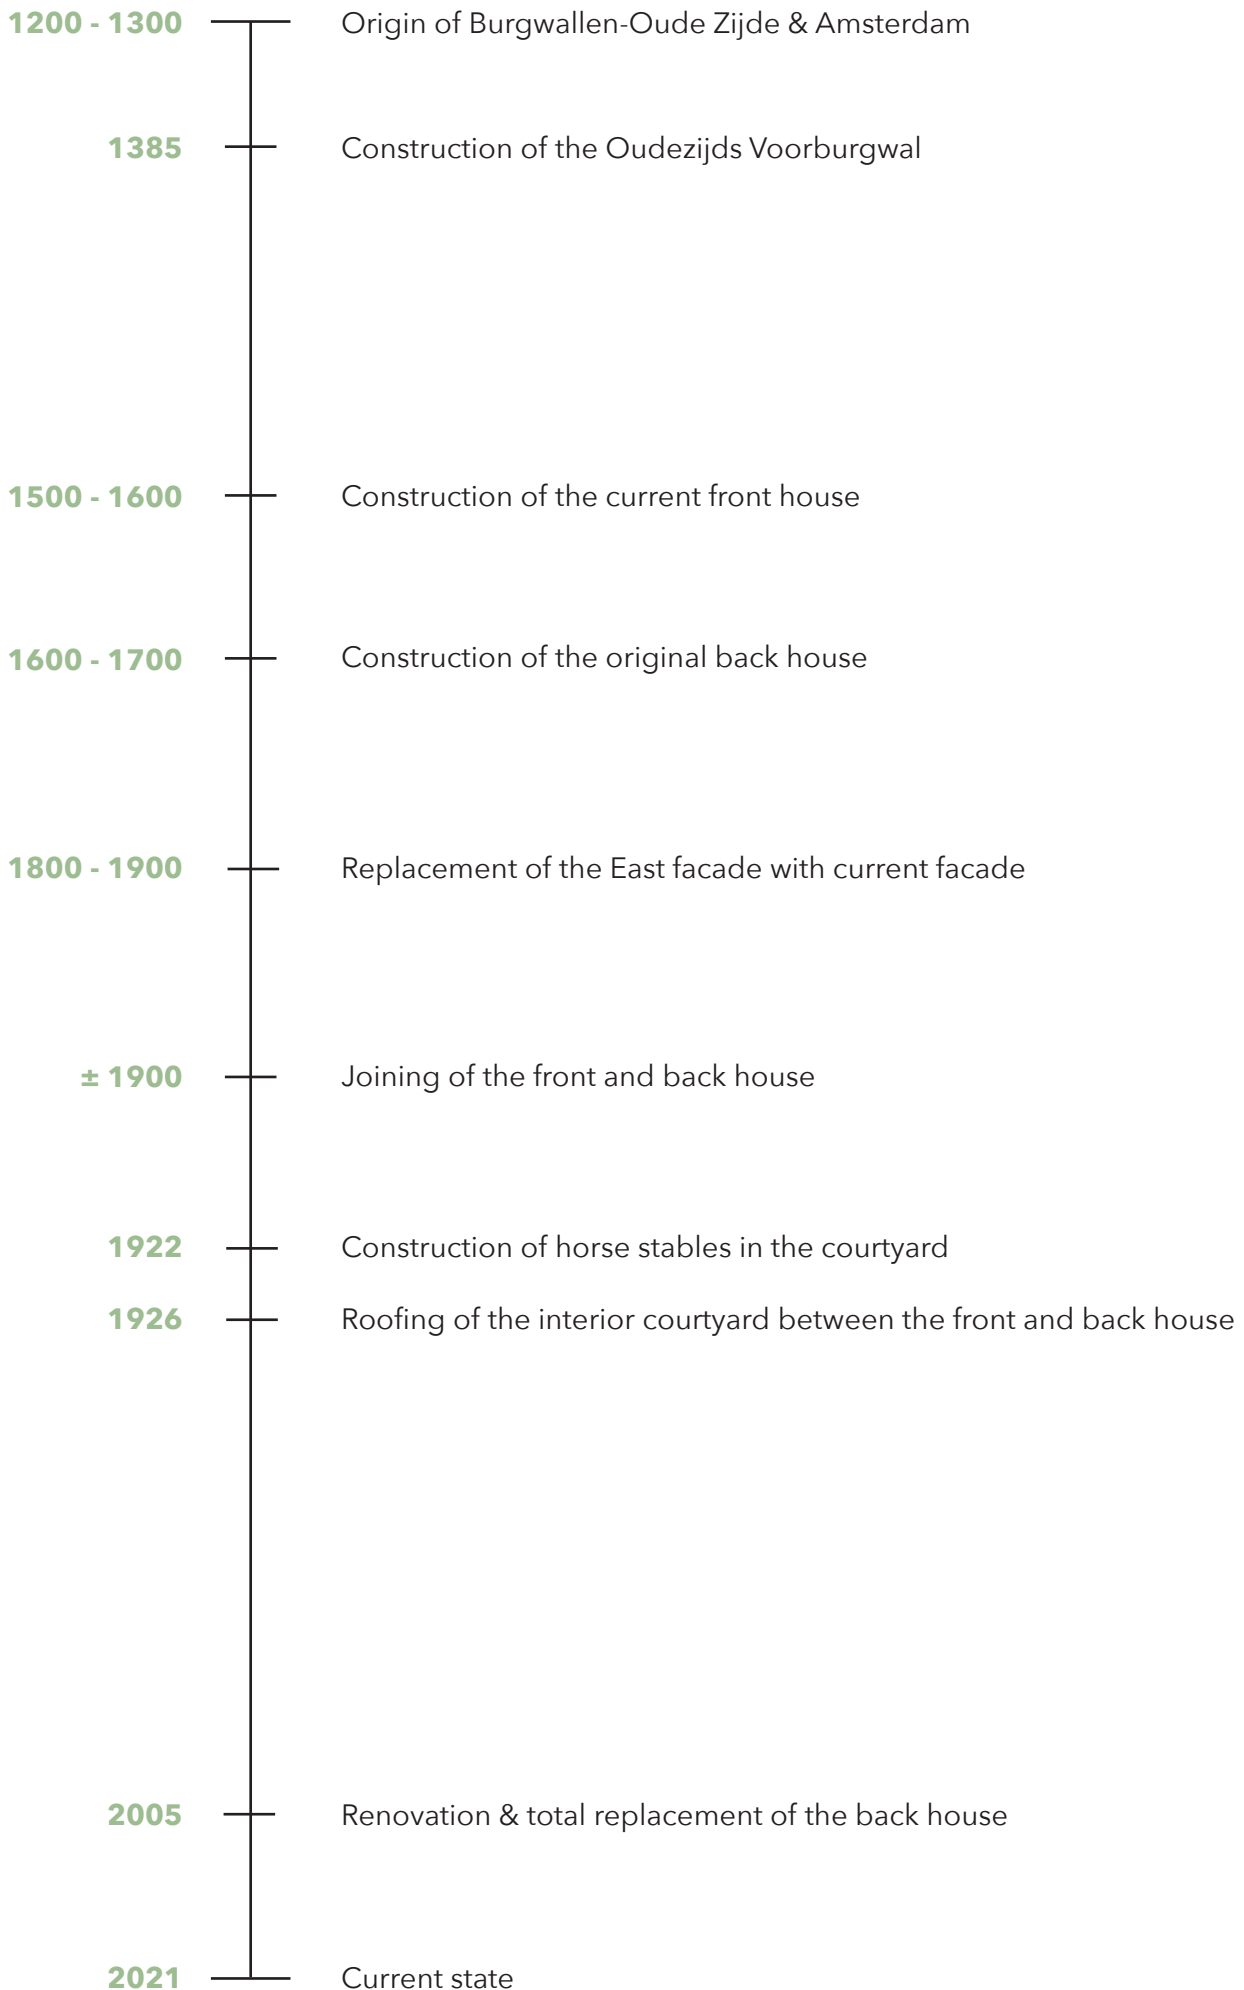 1200 - 1300 Origin of Burgwallen-Oude Zijde & Amsterdam
1385 Construction of the Oudezijds Voorburgwal
1500 - 1600 Construction of the current front house
1600 - 1700 Construction of the original back house
1800 - 1900 Replacement of the East facade with current facade
± 1900 Joining of the front and back house
1922 Construction of horse stables in the courtyard
1926 Roofing of the interior courtyard between the front and back house
2005 Renovation & total replacement of the back house
2021 Current state